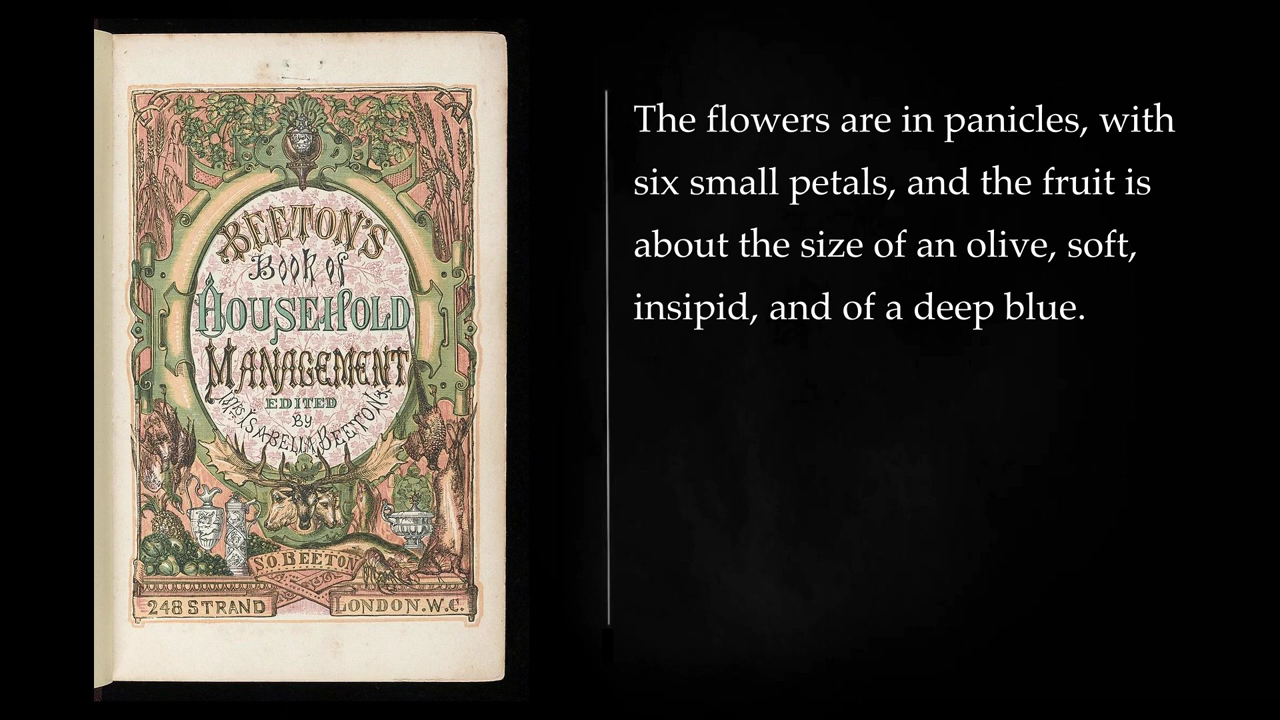 BEETON'S
Book of
HOUSEHOLD
MANAGEMENT
EDITED
BY
MRS ISABELLA BEETON
S.O. BEETON
248 STRAND
LONDON. W.C.
The flowers are in panicles, with
six small petals, and the fruit is
about the size of an olive, soft,
insipid, and of a deep blue.